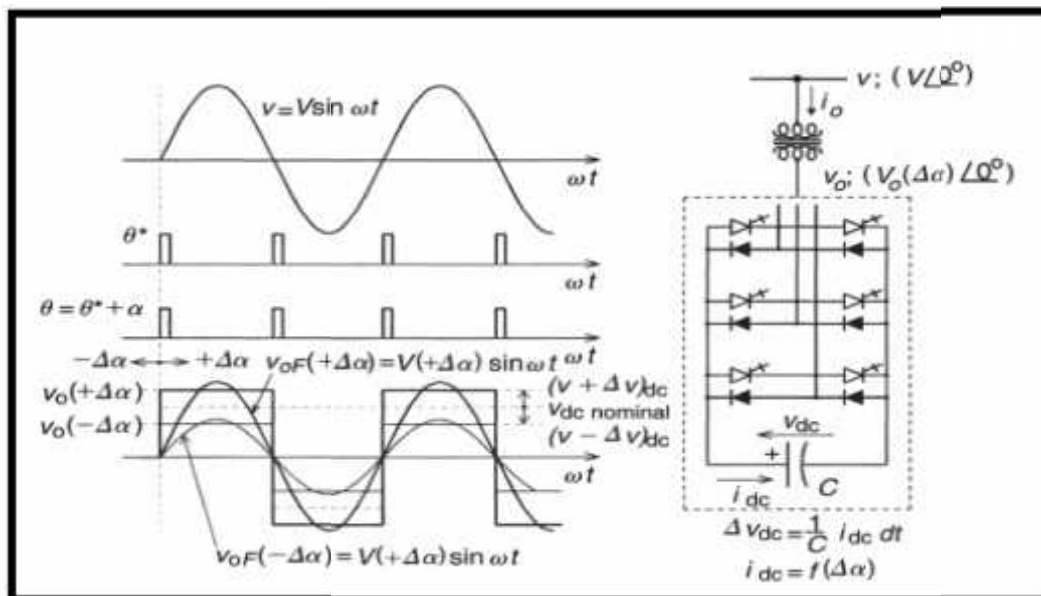 v = V sin ωt
ωt
θ*
ωt
θ = θ* + α
ωt
−Δα
+Δα
v_oF(+Δα) = V(+Δα) sin ωt
v_o(+Δα)
v_o(−Δα)
(v + Δv)_dc
v_dc nominal
(v − Δv)_dc
ωt
v_oF(−Δα) = V(+Δα) sin ωt
v; (V∠0°)
i_o
v_o; (V_o(Δα)∠0°)
v_dc
+
i_dc
C
Δv_dc = 1/C i_dc dt
i_dc = f(Δα)